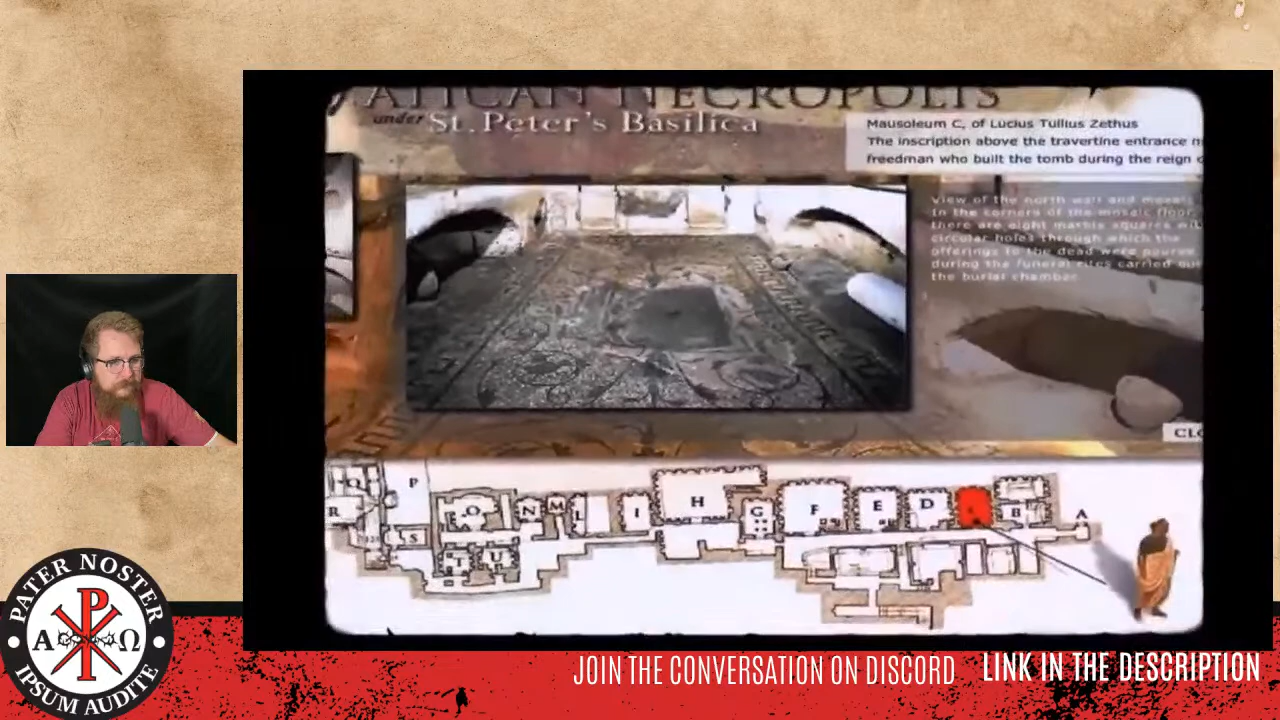 VATICAN NECROPOLIS
under St. Peter's Basilica
Mausoleum C, of Lucius Tullius Zethus
The inscription above the travertine entrance
freedman who built the tomb during the reign
View of the north wall and mosaic
In the corners of the mosaic floor,
there are eight marble squares
circular holes through which the
offerings to the dead were poured
during the funeral rites carried out
the burial chamber.
CLO
Q P
R O N M L I H G F E D B A
S
T U
PATER NOSTER
A Ω
IPSUM AUDITE
JOIN THE CONVERSATION ON DISCORD
LINK IN THE DESCRIPTION